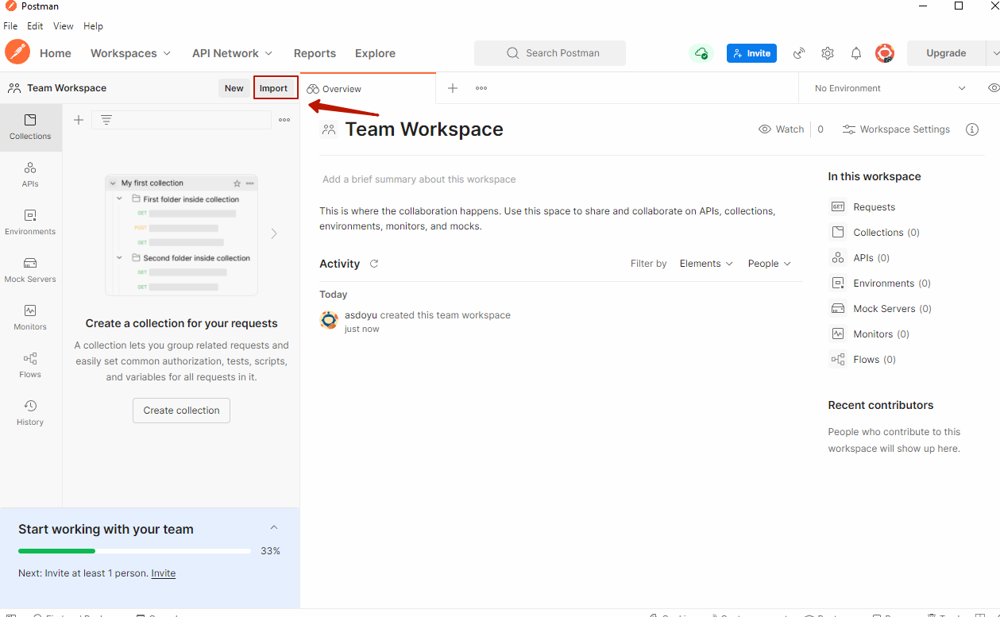 Postman
File Edit View Help
Home Workspaces API Network Reports Explore Search Postman Invite Upgrade
Team Workspace New Import Overview No Environment
Collections
APIs
Environments
Mock Servers
Monitors
Flows
History
My first collection
First folder inside collection
GET
POST
GET
Second folder inside collection
GET
GET
Create a collection for your requests
A collection lets you group related requests and
easily set common authorization, tests, scripts,
and variables for all requests in it.
Create collection
Start working with your team
33%
Next: Invite at least 1 person. Invite
Team Workspace
Watch 0 Workspace Settings
Add a brief summary about this workspace
This is where the collaboration happens. Use this space to share and collaborate on APIs, collections,
environments, monitors, and mocks.
Activity Filter by Elements People
Today
asdoyu created this team workspace
just now
In this workspace
GET Requests
Collections (0)
APIs (0)
Environments (0)
Mock Servers (0)
Monitors (0)
Flows (0)
Recent contributors
People who contribute to this
workspace will show up here.